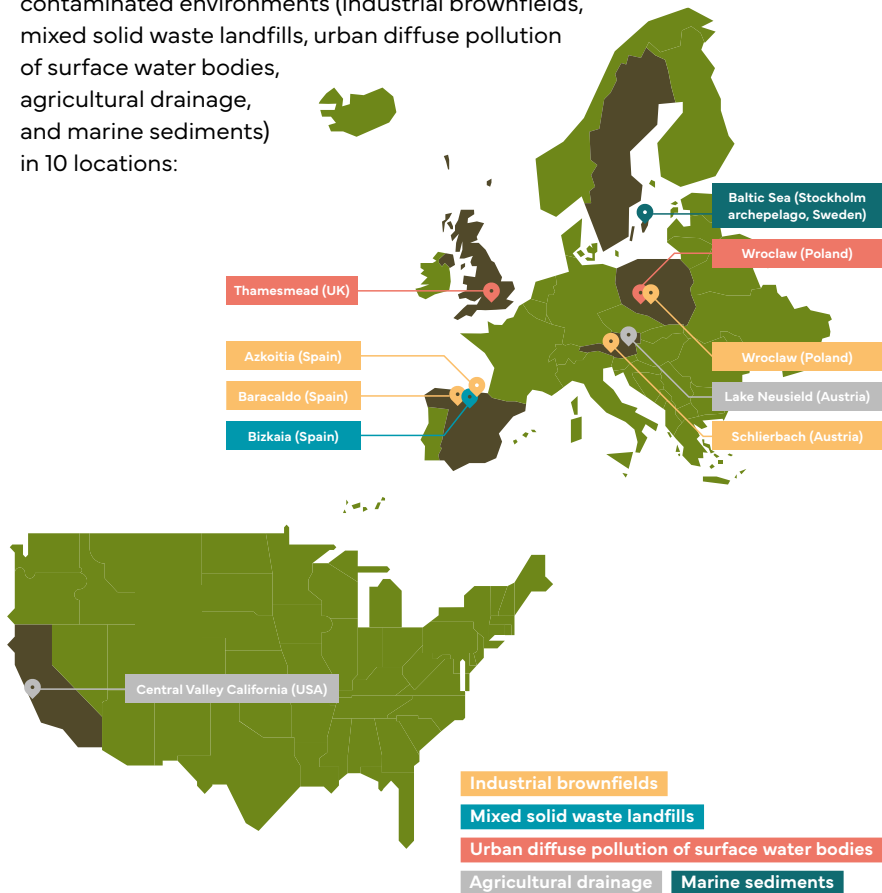 contaminated environments (industrial brownfields,
mixed solid waste landfills, urban diffuse pollution
of surface water bodies,
agricultural drainage,
and marine sediments)
in 10 locations:
Baltic Sea (Stockholm
archepelago, Sweden)
Wroclaw (Poland)
Thamesmead (UK)
Azkoitia (Spain)
Wroclaw (Poland)
Baracaldo (Spain)
Lake Neusield (Austria)
Bizkaia (Spain)
Schlierbach (Austria)
Central Valley California (USA)
Industrial brownfields
Mixed solid waste landfills
Urban diffuse pollution of surface water bodies
Agricultural drainage
Marine sediments